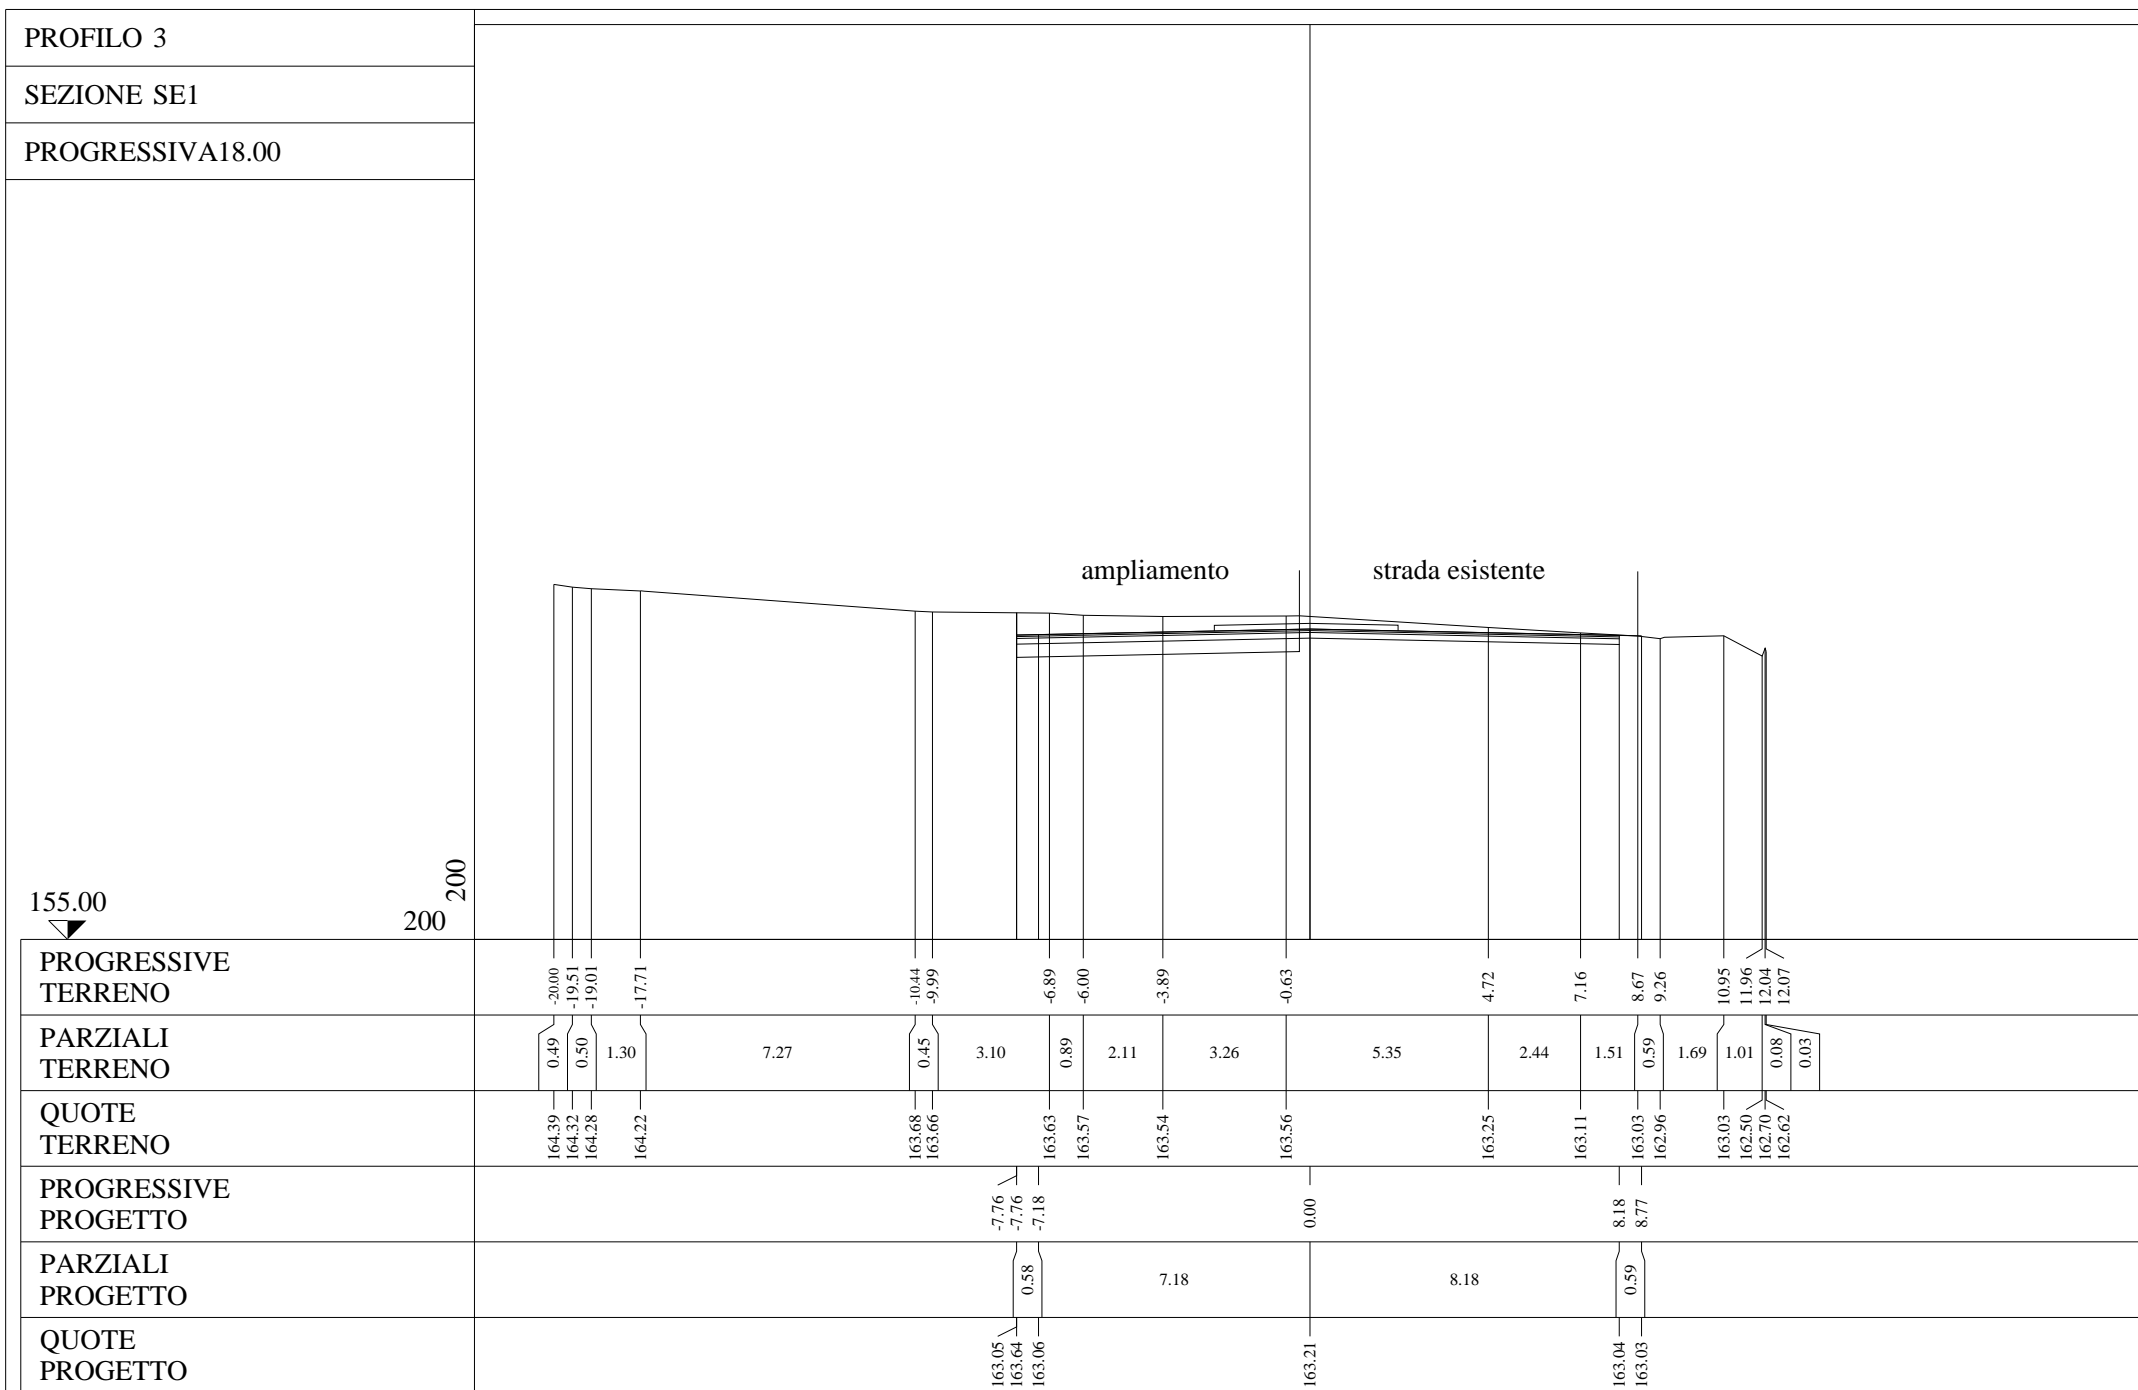 PROFILO 3
SEZIONE SE1
PROGRESSIVA18.00
ampliamento strada esistente
200
155.00
200
PROGRESSIVE
TERRENO
-20.00 -19.51 -19.01 -17.71 -10.44 -9.99 -6.89 -6.00 -3.89 -0.63 4.72 7.16 8.67 9.26 10.95 11.96 12.04 12.07
PARZIALI
TERRENO
0.49 0.50 1.30 7.27 0.45 3.10 0.89 2.11 3.26 5.35 2.44 1.51 0.59 1.69 1.01 0.08 0.03
QUOTE
TERRENO
164.39 164.32 164.28 164.22 163.68 163.66 163.63 163.57 163.54 163.56 163.25 163.11 163.03 162.96 163.03 162.50 162.70 162.62
PROGRESSIVE
PROGETTO
-7.76 -7.76 -7.18 0.00 8.18 8.77
PARZIALI
PROGETTO
0.58 7.18 8.18 0.59
QUOTE
PROGETTO
163.05 163.64 163.06 163.21 163.04 163.03